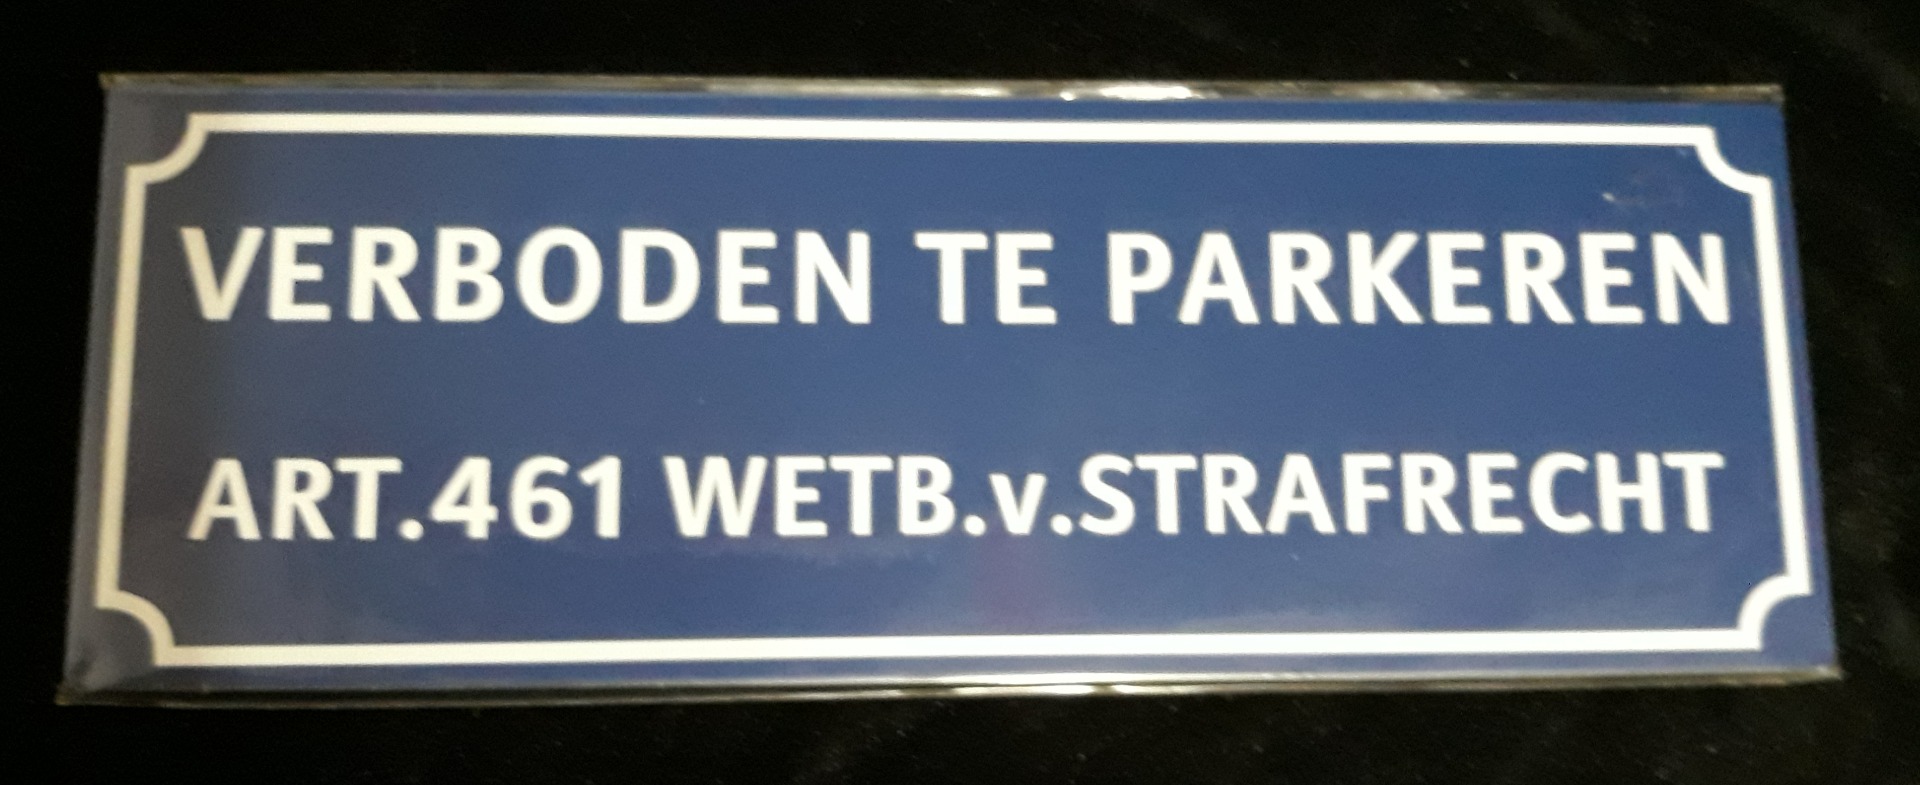 VERBODEN TE PARKEREN
ART.461 WETB.v.STRAFRECHT